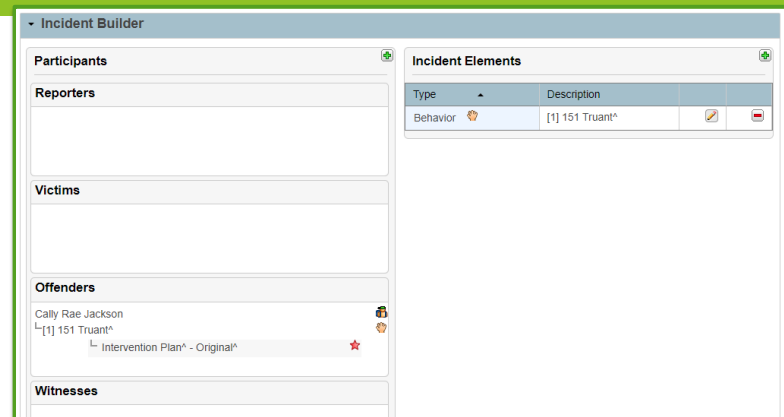 Incident Builder
Participants
Reporters
Victims
Offenders
Cally Rae Jackson
[1] 151 Truant^
Intervention Plan^ - Original^
Witnesses
Incident Elements
Type Description
Behavior [1] 151 Truant^